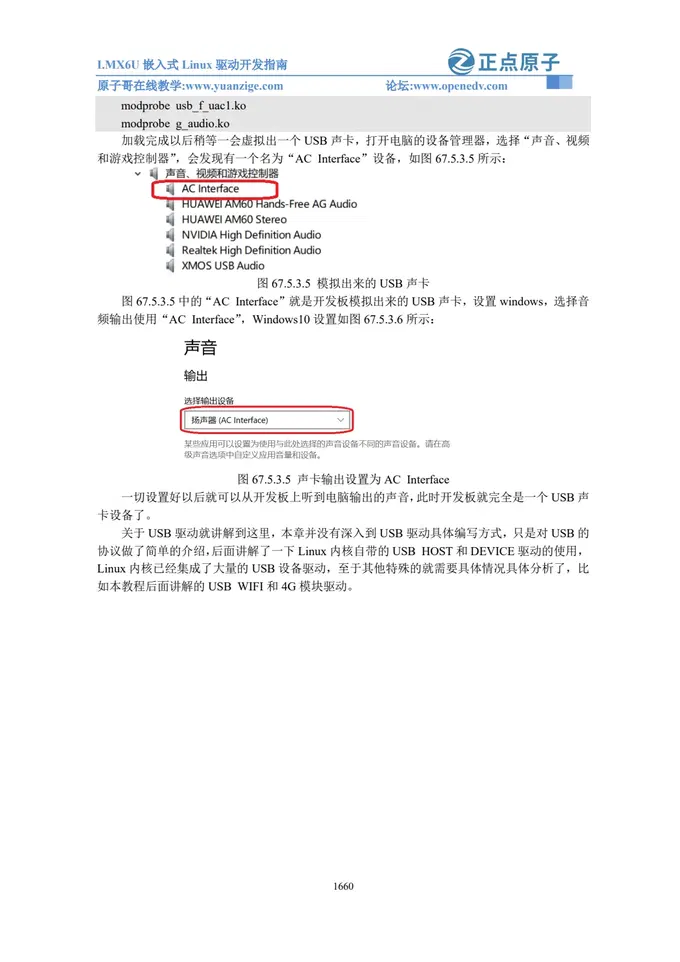 I.MX6U 嵌入式 Linux 驱动开发指南
正点原子
原子哥在线教学:www.yuanzige.com 论坛:www.openedv.com
modprobe usb_f_uac1.ko
modprobe g_audio.ko
加载完成以后稍等一会虚拟出一个 USB 声卡，打开电脑的设备管理器，选择“声音、视频
和游戏控制器”，会发现有一个名为“AC Interface”设备，如图 67.5.3.5 所示：
声音、视频和游戏控制器
AC Interface
HUAWEI AM60 Hands-Free AG Audio
HUAWEI AM60 Stereo
NVIDIA High Definition Audio
Realtek High Definition Audio
XMOS USB Audio
图 67.5.3.5 模拟出来的 USB 声卡
图 67.5.3.5 中的“AC Interface”就是开发板模拟出来的 USB 声卡，设置 windows，选择音
频输出使用“AC Interface”，Windows10 设置如图 67.5.3.6 所示：
声音
输出
选择输出设备
扬声器 (AC Interface)
某些应用可以设置为使用与此处选择的声音设备不同的声音设备。请在高
级声音选项中自定义应用音量和设备。
图 67.5.3.5 声卡输出设置为 AC Interface
一切设置好以后就可以从开发板上听到电脑输出的声音，此时开发板就完全是一个 USB 声
卡设备了。
关于 USB 驱动就讲解到这里，本章并没有深入到 USB 驱动具体编写方式，只是对 USB 的
协议做了简单的介绍，后面讲解了一下 Linux 内核自带的 USB HOST 和 DEVICE 驱动的使用，
Linux 内核已经集成了大量的 USB 设备驱动，至于其他特殊的就需要具体情况具体分析了，比
如本教程后面讲解的 USB WIFI 和 4G 模块驱动。
1660